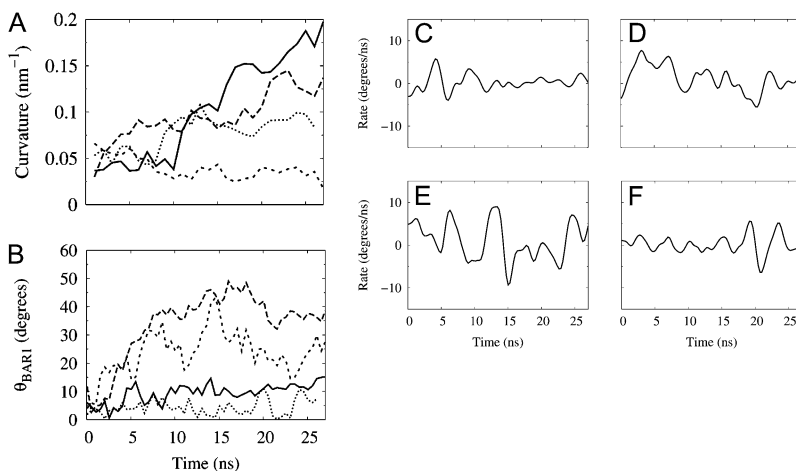 A
0.2
0.15
0.1
0.05
0
Curvature (nm⁻¹)
B
60
50
40
30
20
10
0
θBAR1 (degrees)
0 5 10 15 20 25
Time (ns)
C
15
0
−10
Rate (degrees/ns)
D
E
15
0
−10
Rate (degrees/ns)
0 5 10 15 20 25
Time (ns)
F
0 5 10 15 20 25
Time (ns)